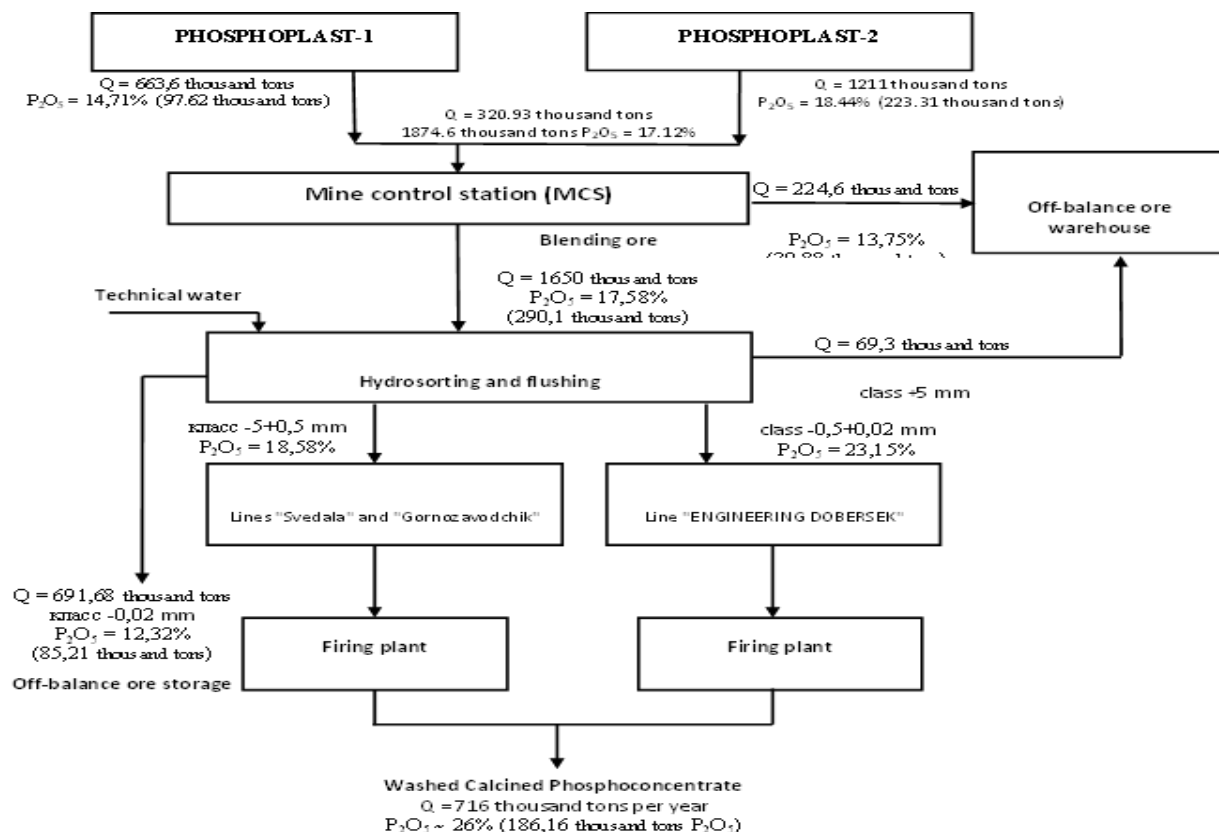 PHOSPHOPLAST-1
PHOSPHOPLAST-2
Q = 663,6 thousand tons
P₂O₅ = 14,71% (97.62 thousand tons)
Q = 1211 thousand tons
P₂O₅ = 18.44% (223.31 thousand tons)
Q = 320.93 thousand tons
1874.6 thousand tons P₂O₅ = 17.12%
Mine control station (MCS)
Q = 224,6 thousand tons
Off-balance ore
warehouse
Blending ore
P₂O₅ = 13,75%
thousand tons)
Q = 1650 thousand tons
P₂O₅ = 17,58%
(290,1 thousand tons)
Technical water
Q = 69,3 thousand tons
Hydrosorting and flushing
class +5 mm
класс -5+0,5 mm
P₂O₅ = 18,58%
class -0,5+0,02 mm
P₂O₅ = 23,15%
Lines "Svedala" and "Gornozavodchik"
Line "ENGINEERING DOBERSEK"
Q = 691,68 thousand tons
класс -0,02 mm
P₂O₅ = 12,32%
(85,21 thousand tons)
Off-balance ore storage
Firing plant
Firing plant
Washed Calcined Phosphoconcentrate
Q =716 thousand tons per year
P₂O₅ ~ 26% (186,16 thousand tons P₂O₅)